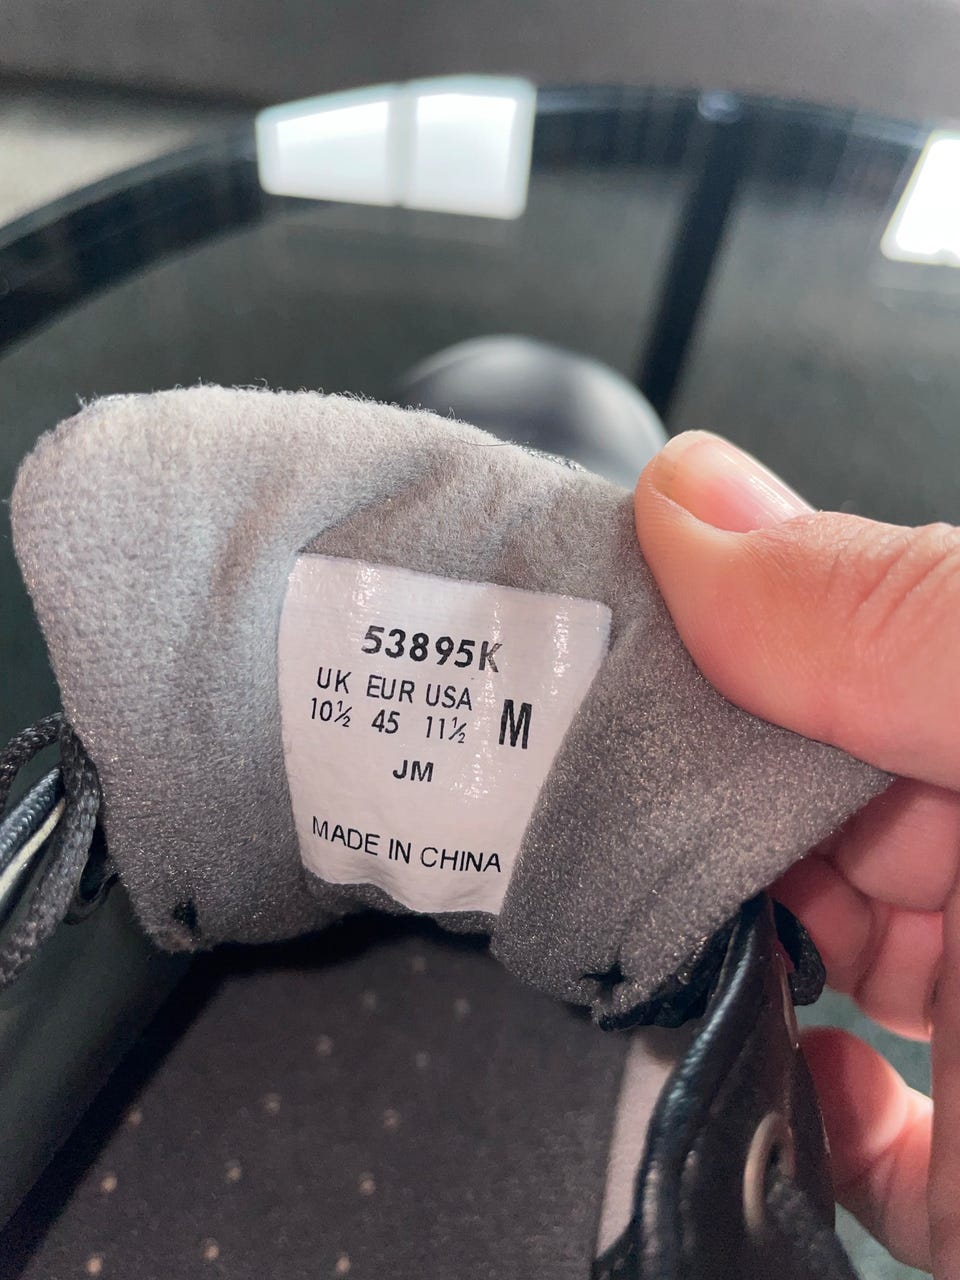 53895K
UK EUR USA
10½ 45 11½ M
JM
MADE IN CHINA